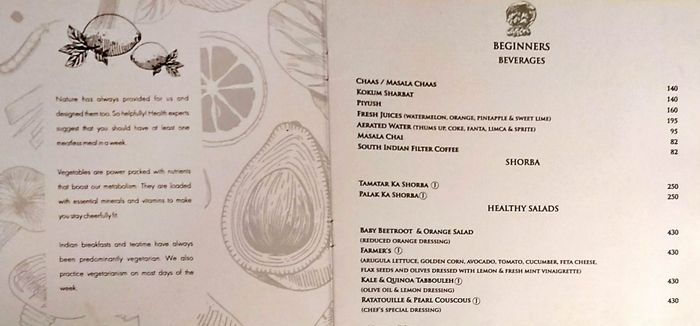 Nature has always provided for us and
designed them too. So helpfully! Health experts
suggest that you should have at least one
meatless meal in a week.
Vegetables are power packed with nutrients
that boost our metabolism. They are loaded
with essential minerals and vitamins to make
you stay cheerfully fit.
Indian breakfasts and teatime have always
been predominantly vegetarian. We also
practice vegetarianism on most days of the
week.
BEGINNERS
BEVERAGES
CHAAS / MASALA CHAAS 140
KOKUM SHARBAT 140
PIYUSH 160
FRESH JUICES (WATERMELON, ORANGE, PINEAPPLE & SWEET LIME) 195
AERATED WATER (THUMS UP, COKE, FANTA, LIMCA & SPRITE) 95
MASALA CHAI 82
SOUTH INDIAN FILTER COFFEE 82
SHORBA
TAMATAR KA SHORBA J 250
PALAK KA SHORBA J 250
HEALTHY SALADS
BABY BEETROOT & ORANGE SALAD 430
(REDUCED ORANGE DRESSING)
FARMER'S J 430
(ARUGULA LETTUCE, GOLDEN CORN, AVOCADO, TOMATO, CUCUMBER, FETA CHEESE,
FLAX SEEDS AND OLIVES DRESSED WITH LEMON & FRESH MINT VINAIGRETTE)
KALE & QUINOA TABBOULEH J 430
(OLIVE OIL & LEMON DRESSING)
RATATOUILLE & PEARL COUSCOUS J 430
(CHEF'S SPECIAL DRESSING)